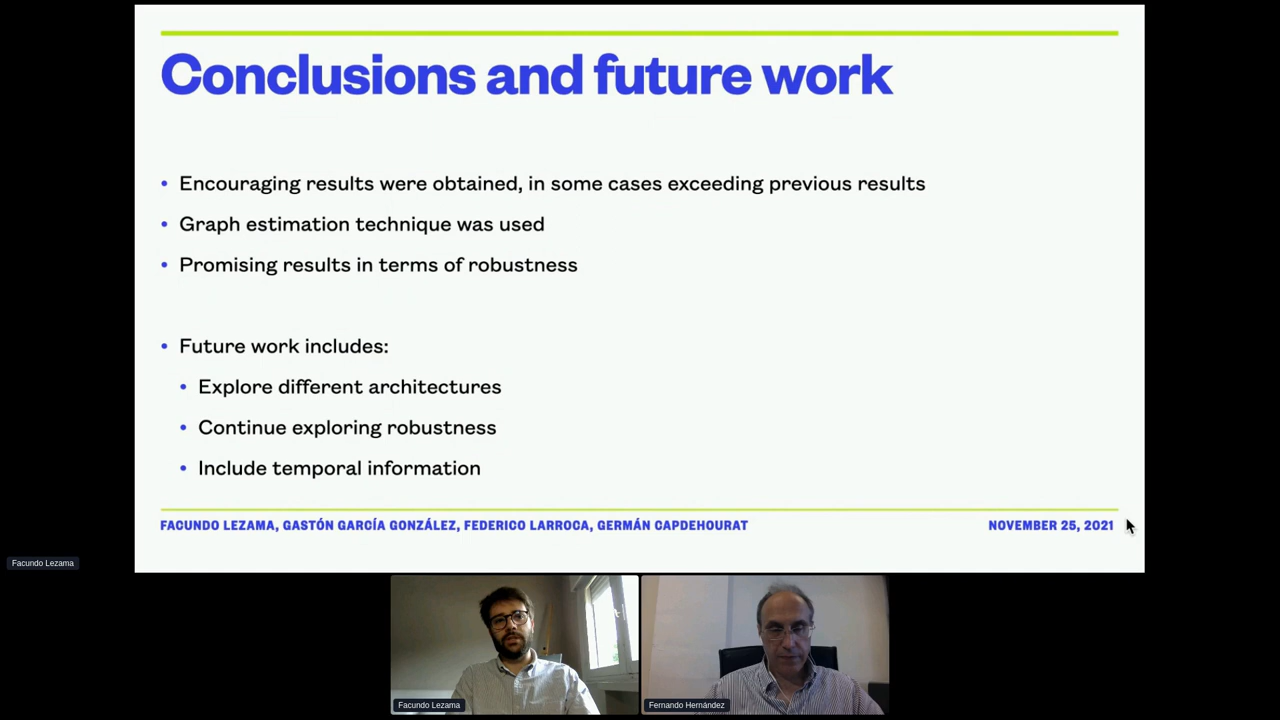 Conclusions and future work
• Encouraging results were obtained, in some cases exceeding previous results
• Graph estimation technique was used
• Promising results in terms of robustness
• Future work includes:
• Explore different architectures
• Continue exploring robustness
• Include temporal information
FACUNDO LEZAMA, GASTÓN GARCÍA GONZÁLEZ, FEDERICO LARROCA, GERMÁN CAPDEHOURAT
NOVEMBER 25, 2021
Facundo Lezama
Facundo Lezama
Fernando Hernández